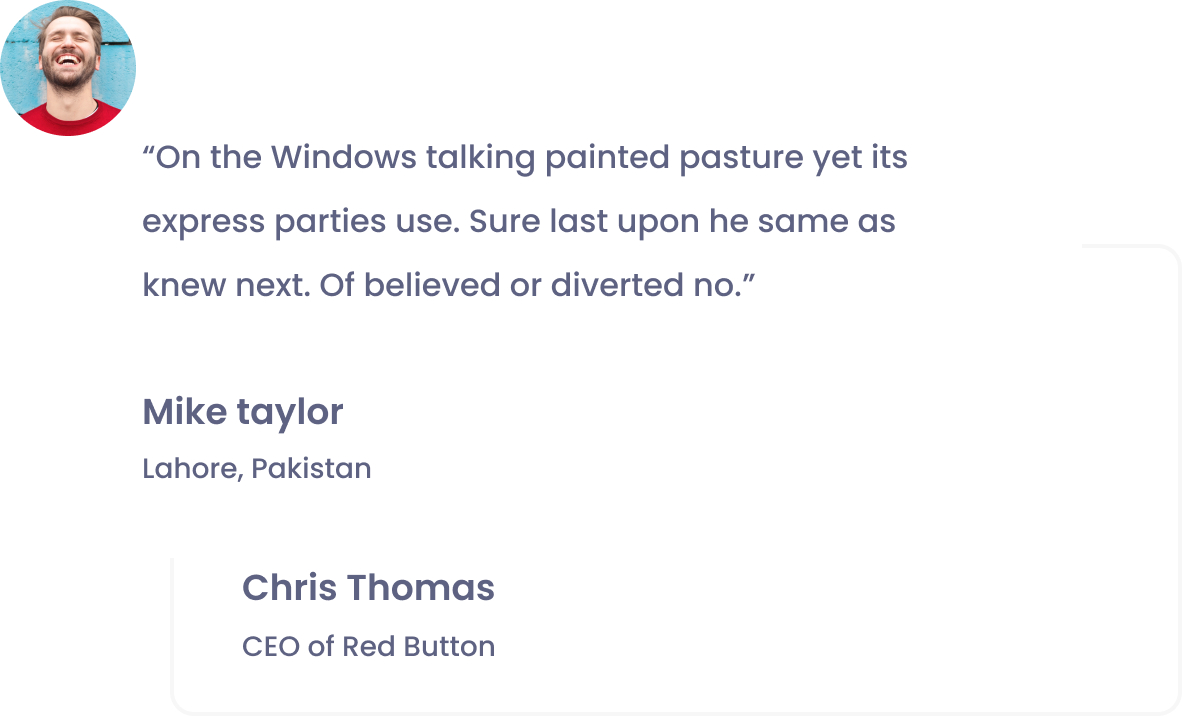 “On the Windows talking painted pasture yet its
express parties use. Sure last upon he same as
knew next. Of believed or diverted no.”
Mike taylor
Lahore, Pakistan
Chris Thomas
CEO of Red Button